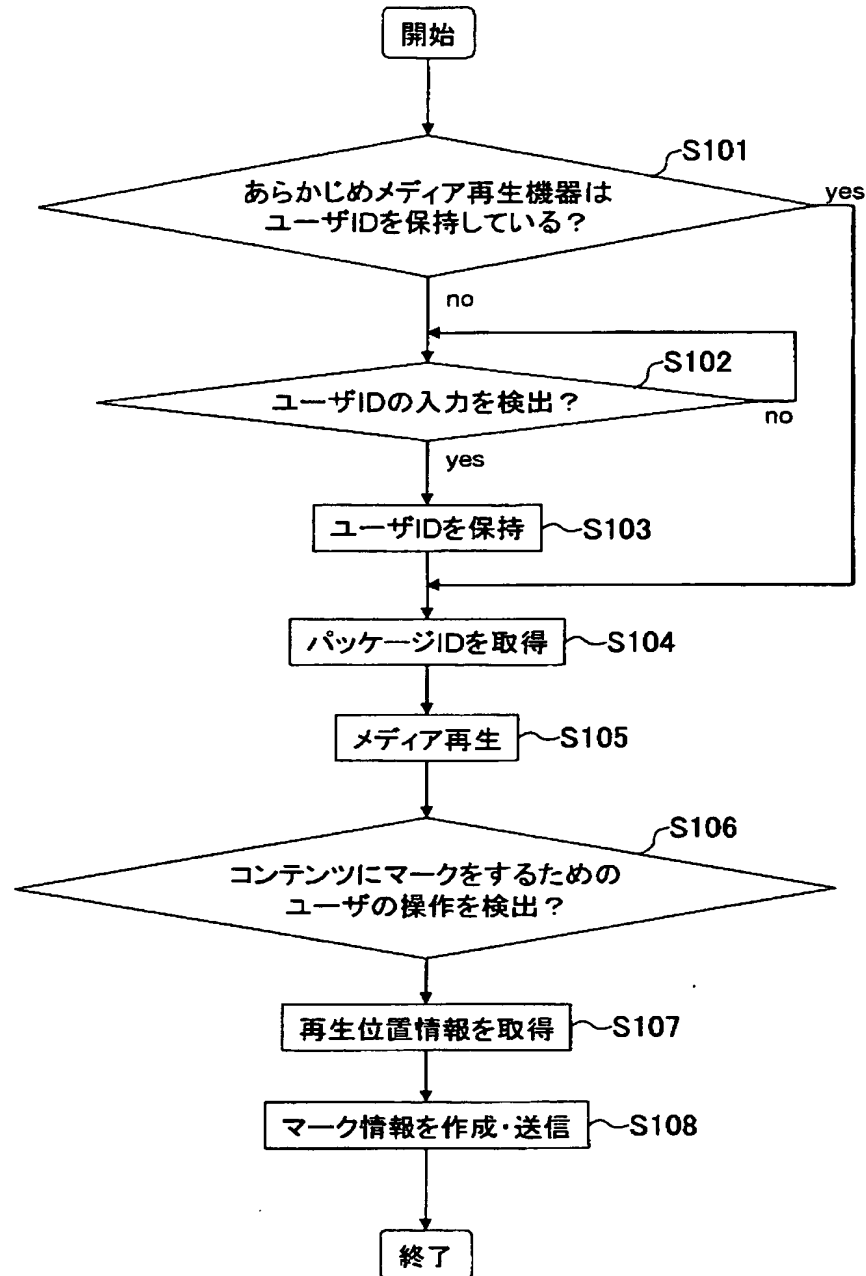 開始
S101
あらかじめメディア再生機器は
ユーザIDを保持している？
yes
no
S102
ユーザIDの入力を検出？
no
yes
ユーザIDを保持
S103
パッケージIDを取得
S104
メディア再生
S105
S106
コンテンツにマークをするための
ユーザの操作を検出？
再生位置情報を取得
S107
マーク情報を作成・送信
S108
終了